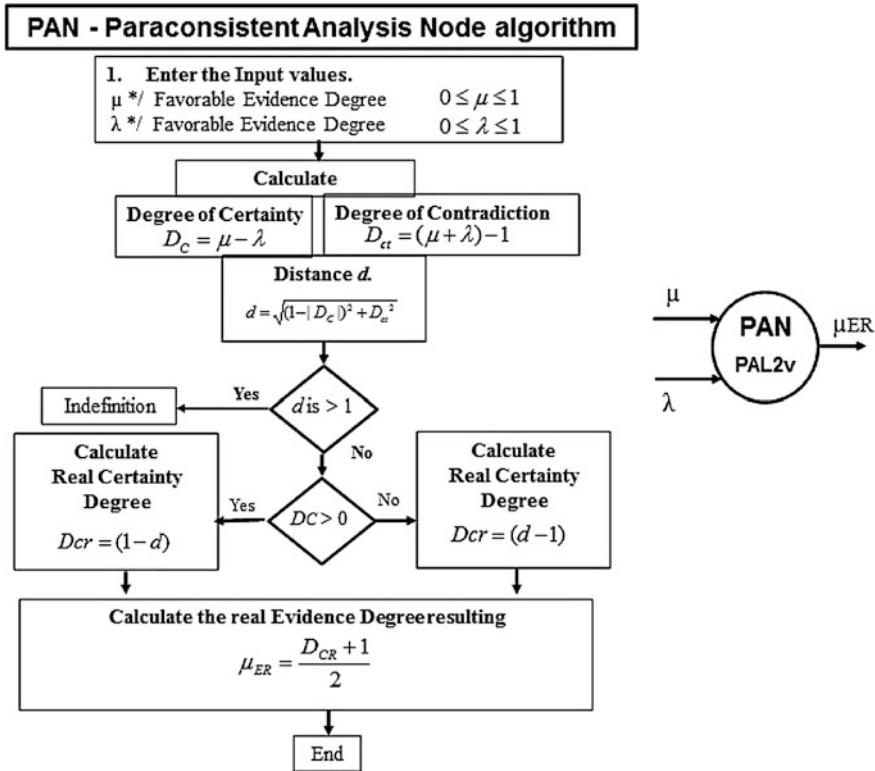 PAN - Paraconsistent Analysis Node algorithm
1. Enter the Input values.
μ */ Favorable Evidence Degree 0 ≤ μ ≤ 1
λ */ Favorable Evidence Degree 0 ≤ λ ≤ 1
Calculate
Degree of Certainty
D_C = μ − λ
Degree of Contradiction
D_ct = (μ + λ) − 1
Distance d.
d = √(1−| D_C |)² + D_ct²
d is > 1
Yes
Indefinition
No
DC > 0
Yes
No
Calculate
Real Certainty
Degree
Dcr = (1 − d)
Calculate
Real Certainty
Degree
Dcr = (d − 1)
Calculate the real Evidence Degree resulting
μ_ER = (D_CR + 1) / 2
End
μ
λ
PAN
PAL2v
μER